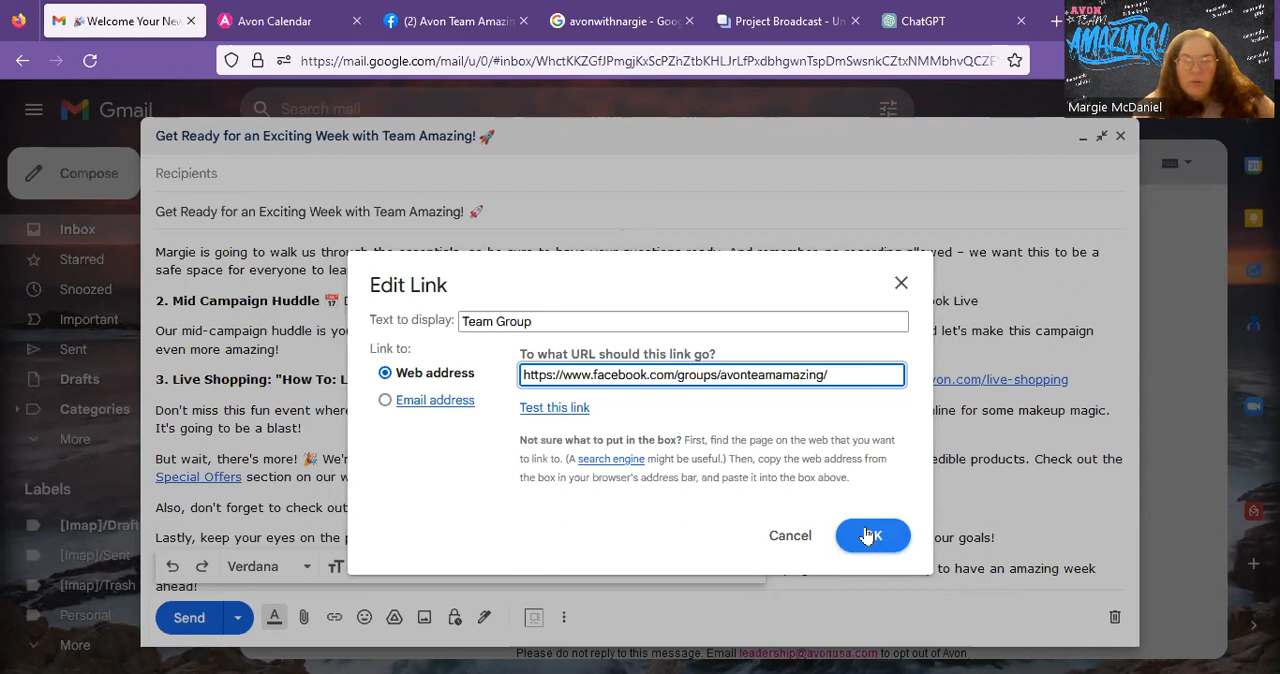 🎉 Welcome Your New
Avon Calendar
(2) Avon Team Amazin
avonwithnargie - Goo
Project Broadcast - Un
ChatGPT
https://mail.google.com/mail/u/0/#inbox/WhctKKZGfJPmgjKxScPZhZtbKHLJrLfPxdbhgwnTspDmSwsnkCZtxNMMbhvQCZF
AVON
TEAM
AMAZING!
Margie McDaniel
Gmail
Search mail
Compose
Inbox
Starred
Snoozed
Important
Sent
Drafts
Categories
More
Labels
[Imap]/Draft
[Imap]/Sent
[Imap]/Trash
Personal
More
Get Ready for an Exciting Week with Team Amazing! 🚀
Recipients
Get Ready for an Exciting Week with Team Amazing! 🚀
Margie is going to walk us through the essentials, so be sure to have your questions ready. And remember, no recording allowed – we want this to be a
safe space for everyone to lea
2. Mid Campaign Huddle 📅 D ook Live
Our mid-campaign huddle is you d let's make this campaign
even more amazing!
3. Live Shopping: "How To: L von.com/live-shopping
Don't miss this fun event where nline for some makeup magic.
It's going to be a blast!
But wait, there's more! 🎉 We'r edible products. Check out the
Special Offers section on our w
Also, don't forget to check out
Lastly, keep your eyes on the p our goals!
to have an amazing week
ahead!
Edit Link
Text to display: Team Group
Link to:
Web address
Email address
To what URL should this link go?
https://www.facebook.com/groups/avonteamamazing/
Test this link
Not sure what to put in the box? First, find the page on the web that you want
to link to. (A search engine might be useful.) Then, copy the web address from
the box in your browser's address bar, and paste it into the box above.
Cancel
OK
Verdana
Send
Please do not reply to this message. Email leadership@avonusa.com to opt out of Avon